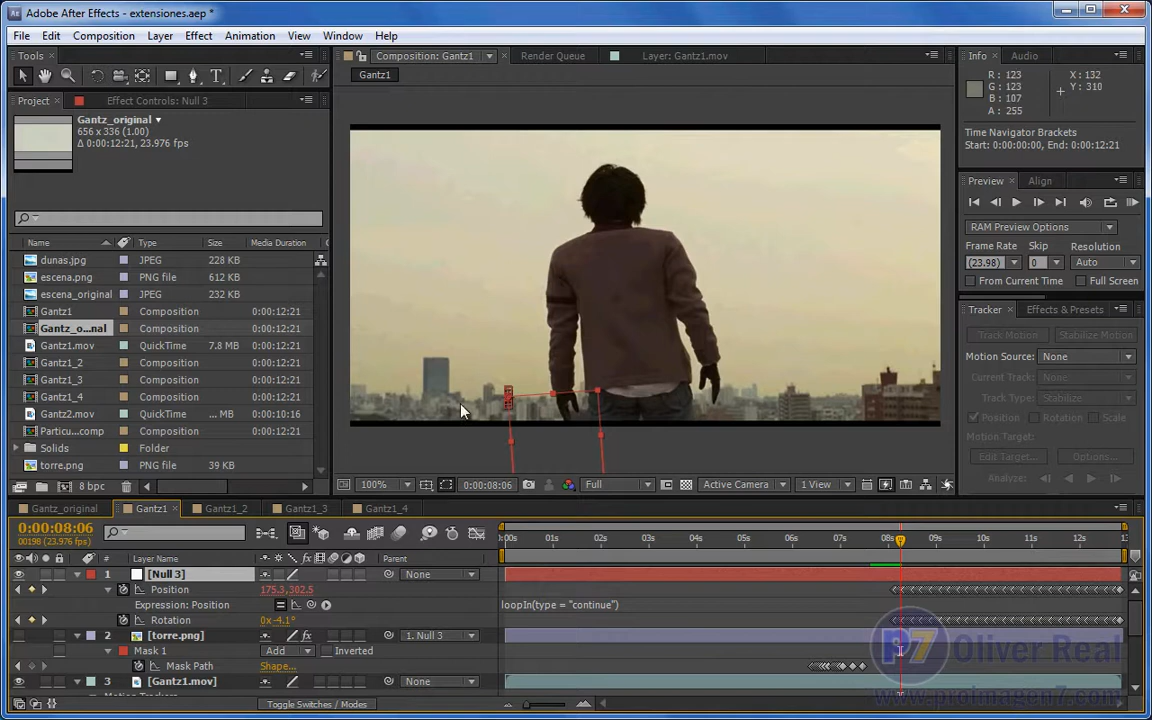 Adobe After Effects - extensiones.aep *
File Edit Composition Layer Effect Animation View Window Help
Tools
Composition: Gantz1
Render Queue
Layer: Gantz1.mov
Info
Audio
Gantz1
R: 123
G: 123
B: 107
A: 255
X: 132
Y: 310
Time Navigator Brackets
Start: 0:00:00:00, End: 0:00:12:21
Project
Effect Controls: Null 3
Gantz_original
656 x 336 (1.00)
Δ 0:00:12:21, 23.976 fps
Preview
Align
RAM Preview Options
Frame Rate Skip Resolution
(23.98) 0 Auto
From Current Time Full Screen
Name Type Size Media Duration
dunas.jpg JPEG 228 KB
escena.png PNG file 612 KB
escena_original JPEG 232 KB
Gantz1 Composition 0:00:12:21
Gantz_o...nal Composition 0:00:12:21
Gantz1.mov QuickTime 7.8 MB 0:00:12:21
Gantz1_2 Composition 0:00:12:21
Gantz1_3 Composition 0:00:12:21
Gantz1_4 Composition 0:00:12:21
Gantz2.mov QuickTime ... MB 0:00:10:16
Particu...comp Composition 0:00:12:21
Solids Folder
torre.png PNG file 39 KB
8 bpc
Tracker
Effects & Presets
Track Motion Stabilize Motion
Motion Source: None
Current Track: None
Track Type: Stabilize
Position Rotation Scale
Motion Target:
Edit Target... Options...
Analyze:
100% 0:00:08:06 Full Active Camera 1 View
Gantz_original Gantz1 Gantz1_2 Gantz1_3 Gantz1_4
0:00:08:06
00198 (23.976 fps)
:00s 01s 02s 03s 04s 05s 06s 07s 08s 09s 10s 11s 12s 13
# Layer Name Parent
1 [Null 3] None
Position 175.3,302.5
Expression: Position
loopIn(type = "continue")
Rotation 0x-4.1°
2 [torre.png] 1. Null 3
Mask 1 Add Inverted
Mask Path Shape...
3 [Gantz1.mov] None
Toggle Switches / Modes
p7 Oliver Real
www.proimagen7.com